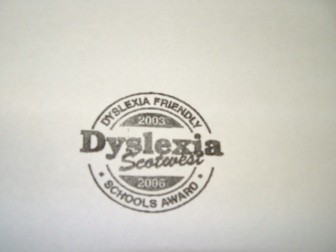 DYSLEXIA FRIENDLY
2003
Dyslexia
Scotwest
2006
• SCHOOLS AWARD •